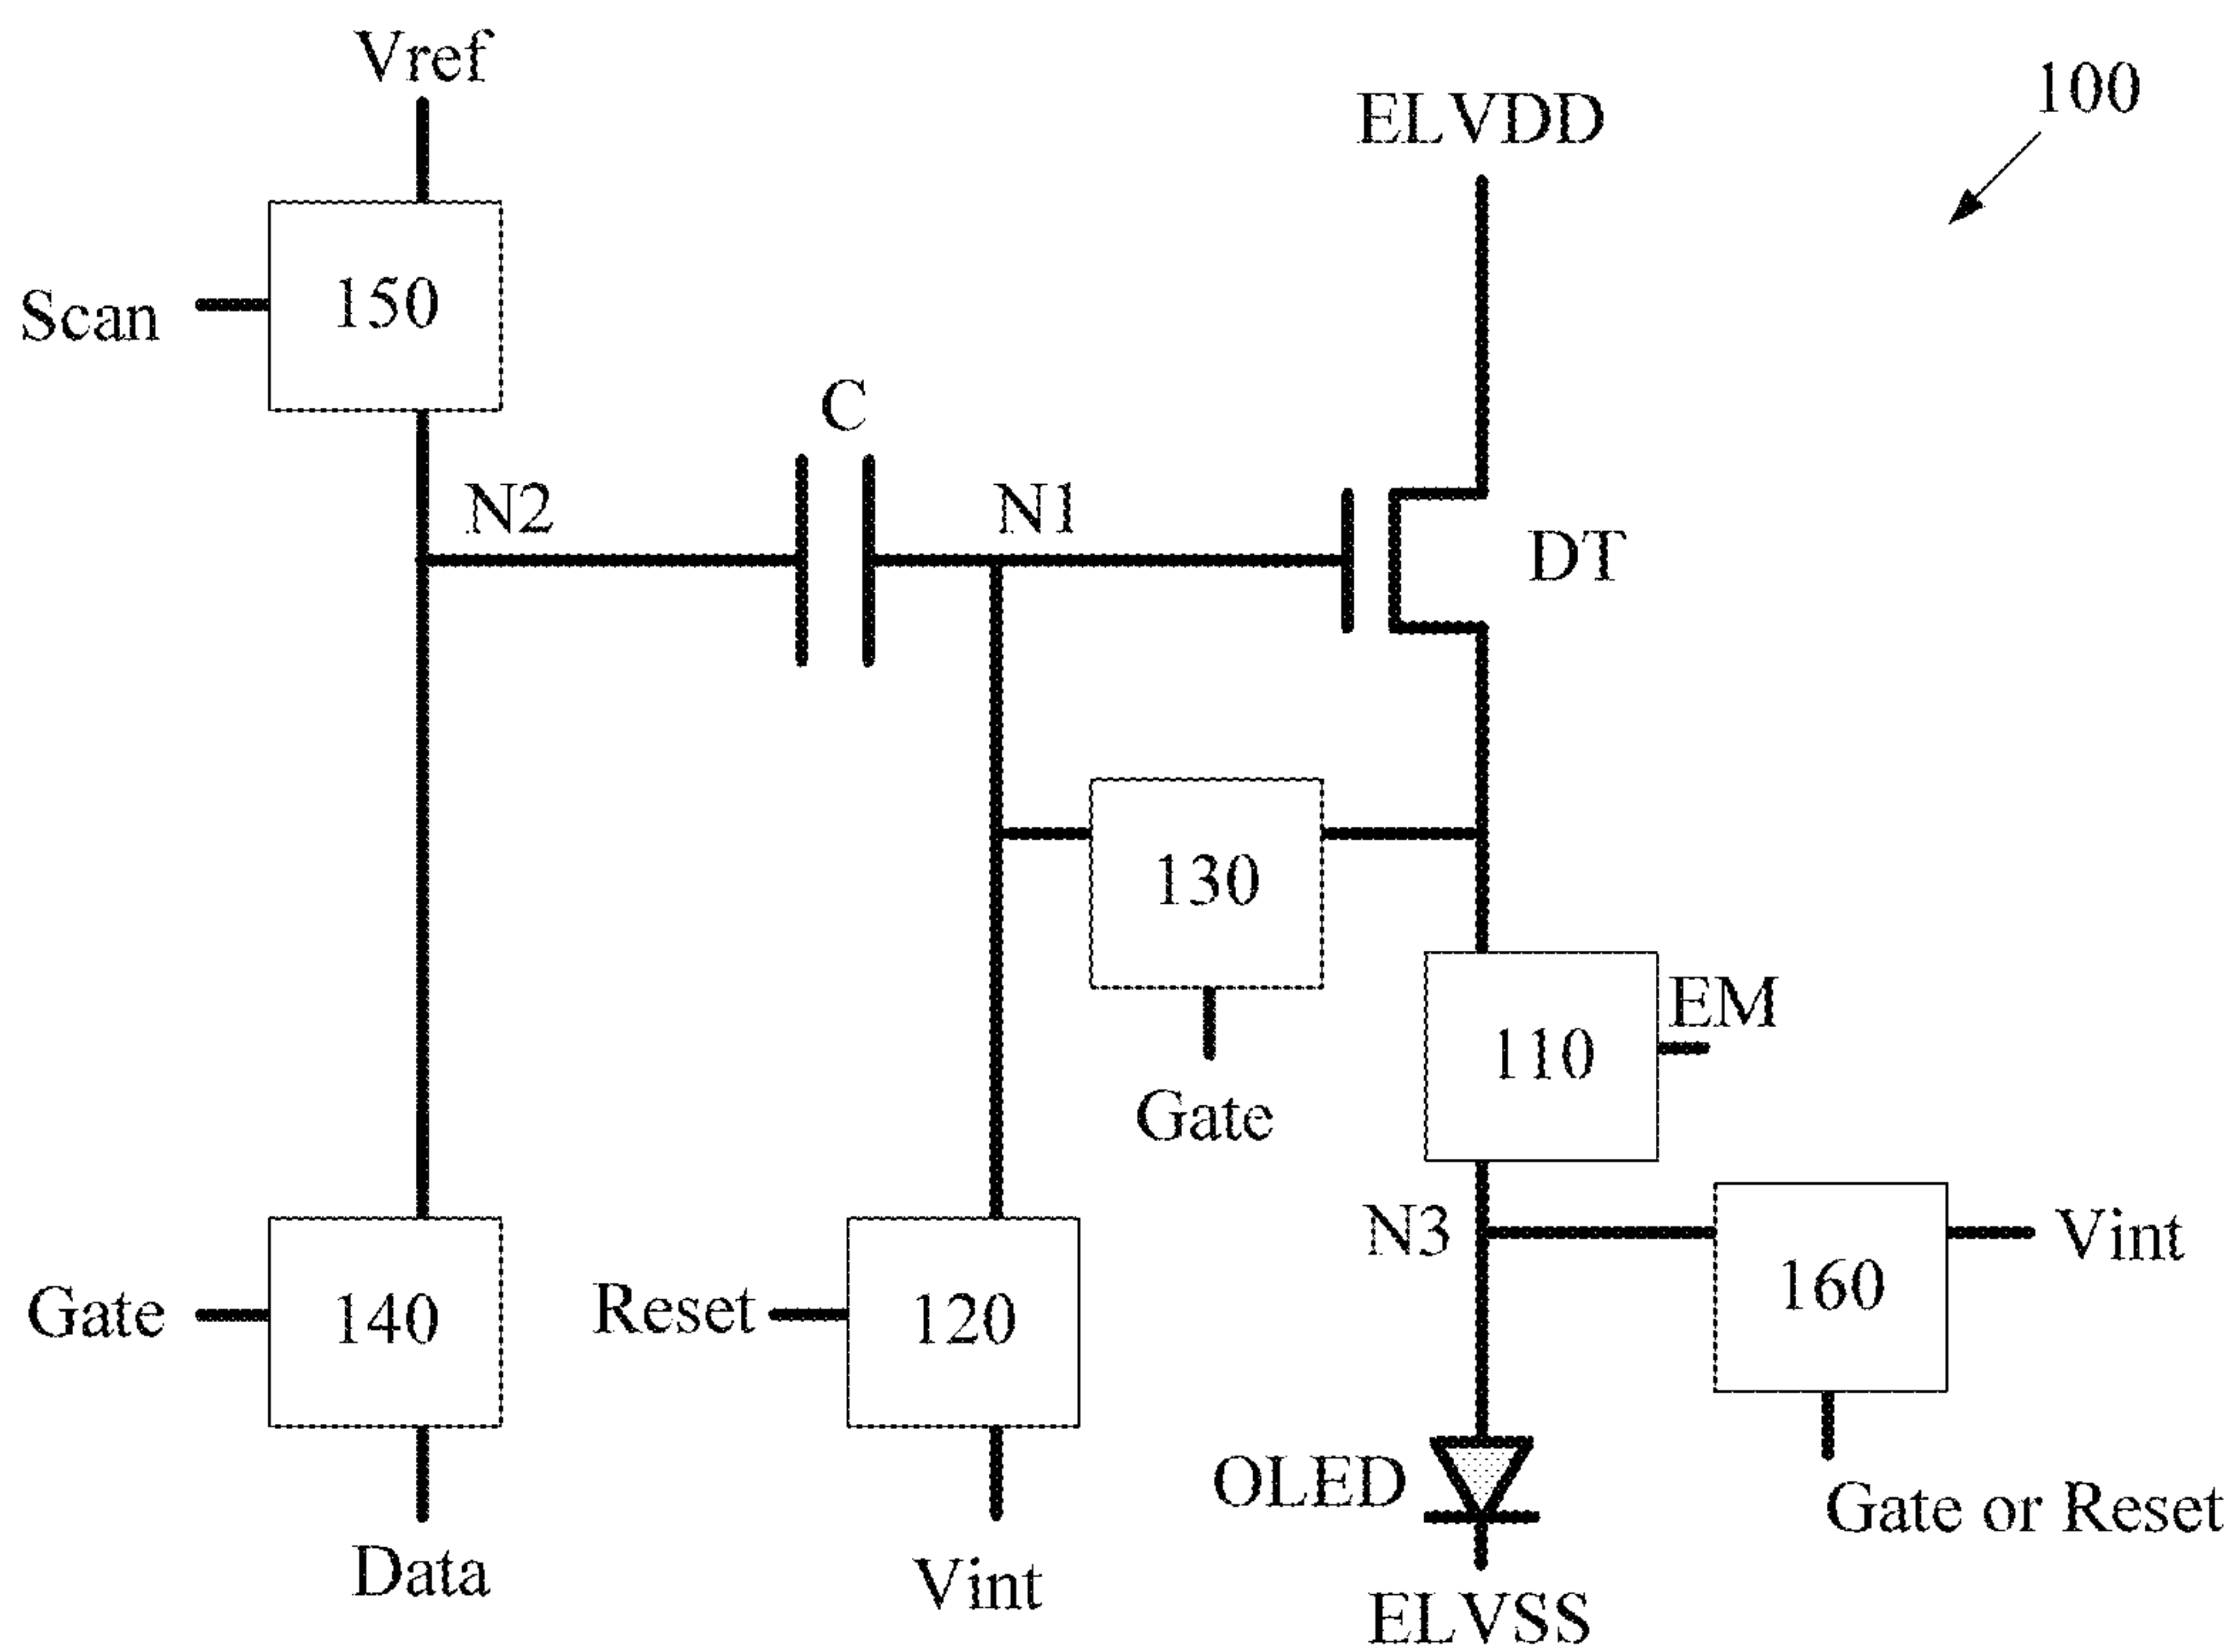 Vref
100
ELVDD
150
Scan
C
N2
N1
DT
130
EM
110
Gate
N3
Vint
160
Gate
140
Reset
120
OLED
Gate or Reset
Data
Vint
ELVSS